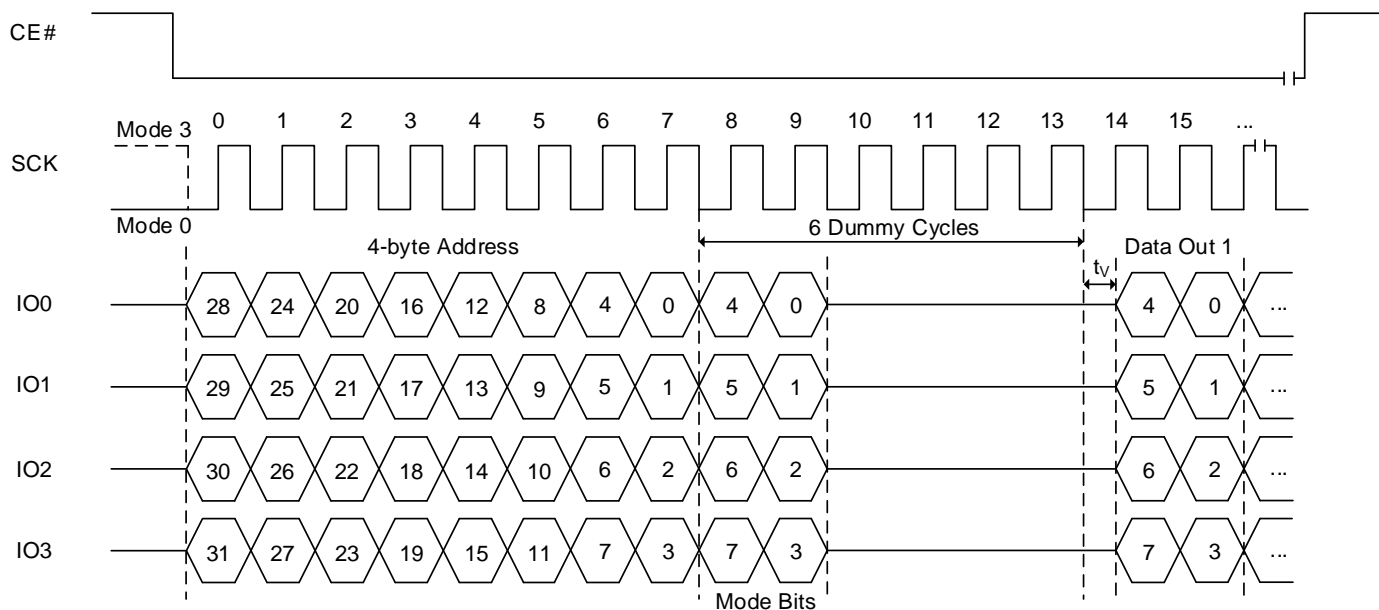 CE#
0 1 2 3 4 5 6 7 8 9 10 11 12 13 14 15 ...
Mode 3
SCK
Mode 0
6 Dummy Cycles
4-byte Address
Data Out 1
tV
IO0 28 24 20 16 12 8 4 0 4 0 4 0 ...
IO1 29 25 21 17 13 9 5 1 5 1 5 1 ...
IO2 30 26 22 18 14 10 6 2 6 2 6 2 ...
IO3 31 27 23 19 15 11 7 3 7 3 7 3 ...
Mode Bits